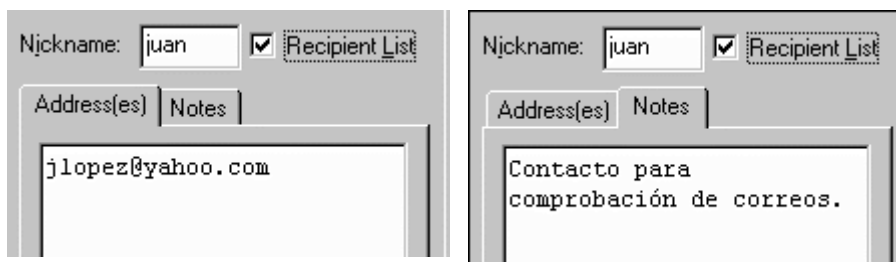 Nickname: juan Recipient List
Address(es) Notes
jlopez@yahoo.com
Nickname: juan Recipient List
Address(es) Notes
Contacto para
comprobación de correos.